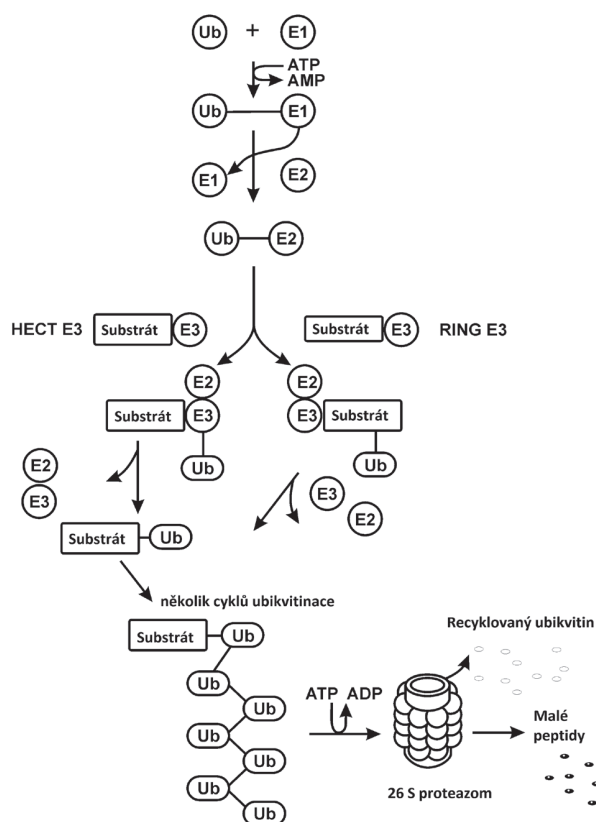 Ub + E1
ATP
AMP
Ub E1
E1 E2
Ub E2
HECT E3 Substrát E3 Substrát E3 RING E3
E2 E2
Substrát E3 E3 Substrát
Ub Ub
E2
E3
E3
E2
Substrát Ub
několik cyklů ubikvitinace
Substrát Ub
Recyklovaný ubikvitin
Ub
ATP ADP
Ub
Malé
peptidy
Ub
Ub
Ub
26 S proteazom
Ub